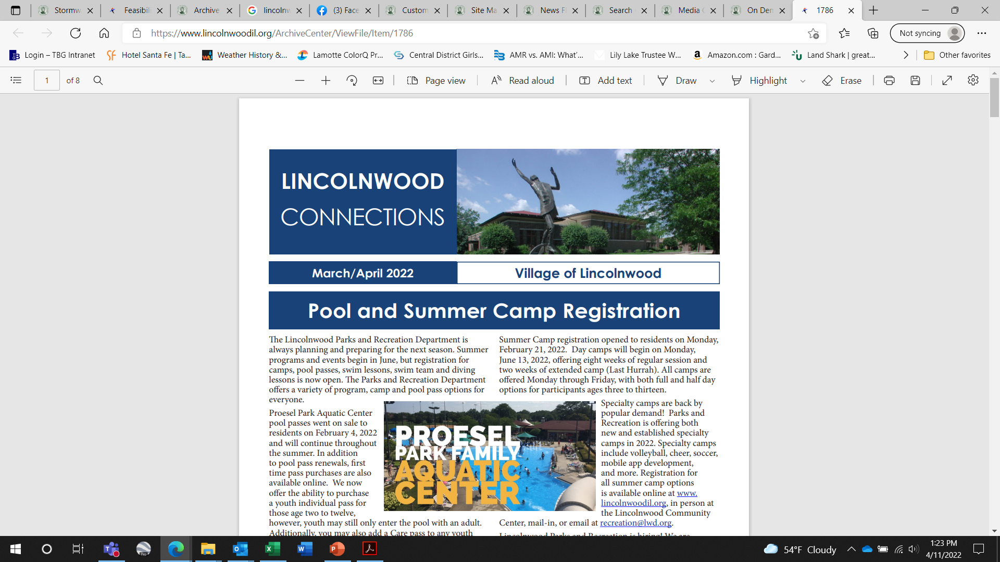 Stormw
Feasibil
Archive
lincolnw
(3) Face
Custom
Site Ma
News Fl
Search
Media
On Den
1786
https://www.lincolnwoodil.org/ArchiveCenter/ViewFile/Item/1786
Not syncing
Login – TBG Intranet
Hotel Santa Fe | Ta...
Weather History &...
Lamotte ColorQ Pr...
Central District Girls...
AMR vs. AMI: What’...
Lily Lake Trustee W...
Amazon.com : Gard...
Land Shark | great...
Other favorites
1 of 8
Page view
Read aloud
Add text
Draw
Highlight
Erase
LINCOLNWOOD
CONNECTIONS
March/April 2022
Village of Lincolnwood
Pool and Summer Camp Registration
The Lincolnwood Parks and Recreation Department is
always planning and preparing for the next season. Summer
programs and events begin in June, but registration for
camps, pool passes, swim lessons, swim team and diving
lessons is now open. The Parks and Recreation Department
offers a variety of program, camp and pool pass options for
everyone.
Proesel Park Aquatic Center
pool passes went on sale to
residents on February 4, 2022
and will continue throughout
the summer. In addition
to pool pass renewals, first
time pass purchases are also
available online. We now
offer the ability to purchase
a youth individual pass for
those age two to twelve,
however, youth may still only enter the pool with an adult.
Additionally, you may also add a Care pass to any youth
PROESEL
PARK FAMILY
AQUATIC
CENTER
Summer Camp registration opened to residents on Monday,
February 21, 2022. Day camps will begin on Monday,
June 13, 2022, offering eight weeks of regular session and
two weeks of extended camp (Last Hurrah). All camps are
offered Monday through Friday, with both full and half day
options for participants ages three to thirteen.
Specialty camps are back by
popular demand! Parks and
Recreation is offering both
new and established specialty
camps in 2022. Specialty camps
include volleyball, cheer, soccer,
mobile app development,
and more. Registration for
all summer camp options
is available online at www.
lincolnwoodil.org, in person at
the Lincolnwood Community
Center, mail-in, or email at recreation@lwd.org.
Lincolnwood Parks and Recreation is hiring! We are
54°F Cloudy
1:23 PM
4/11/2022